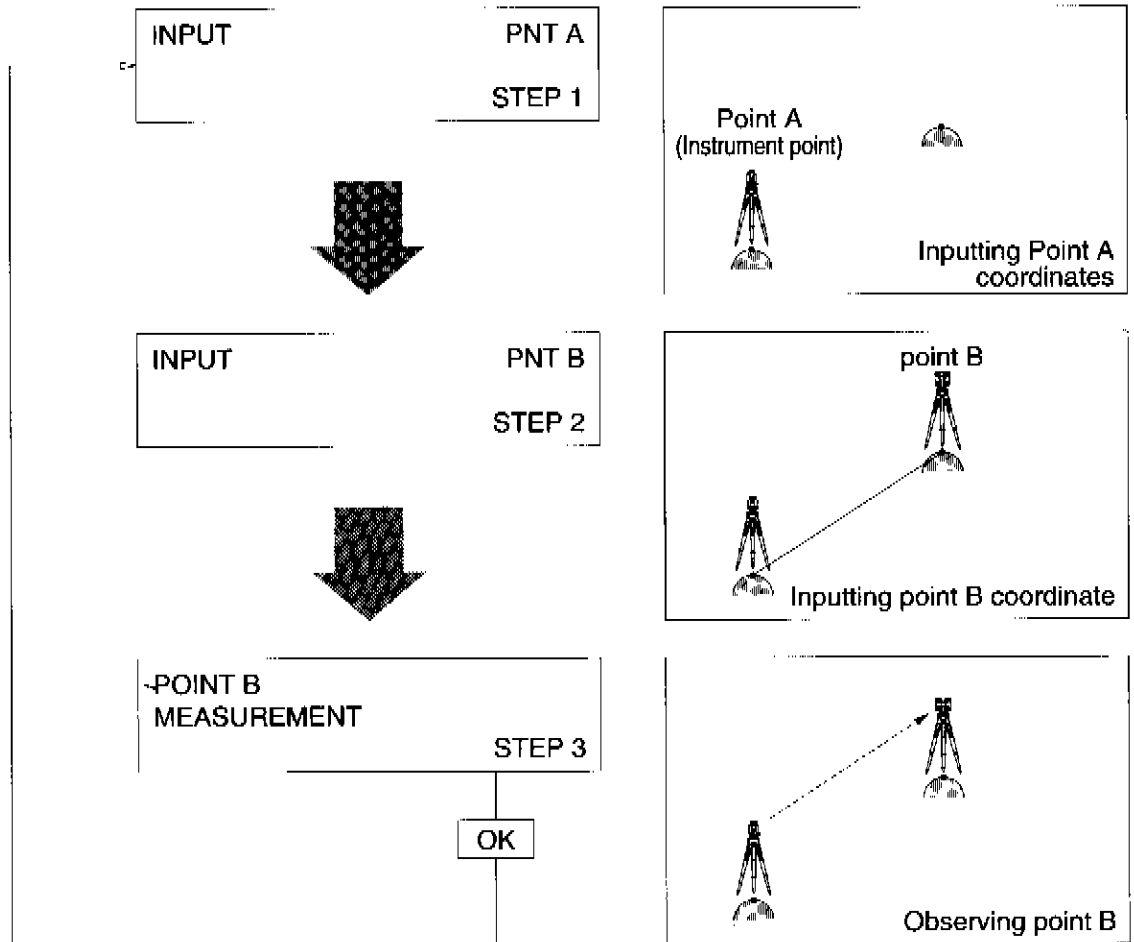 INPUT PNT A
STEP 1
Point A
(Instrument point)
Inputting Point A
coordinates
INPUT PNT B
STEP 2
point B
Inputting point B coordinate
POINT B
MEASUREMENT
STEP 3
OK
Observing point B